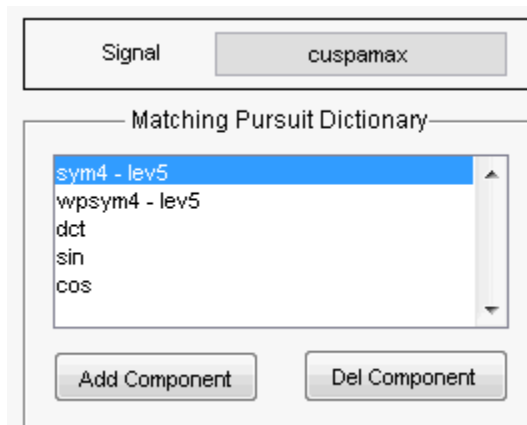 Signal cuspamax
Matching Pursuit Dictionary
sym4 - lev5
wpsym4 - lev5
dct
sin
cos
Add Component Del Component